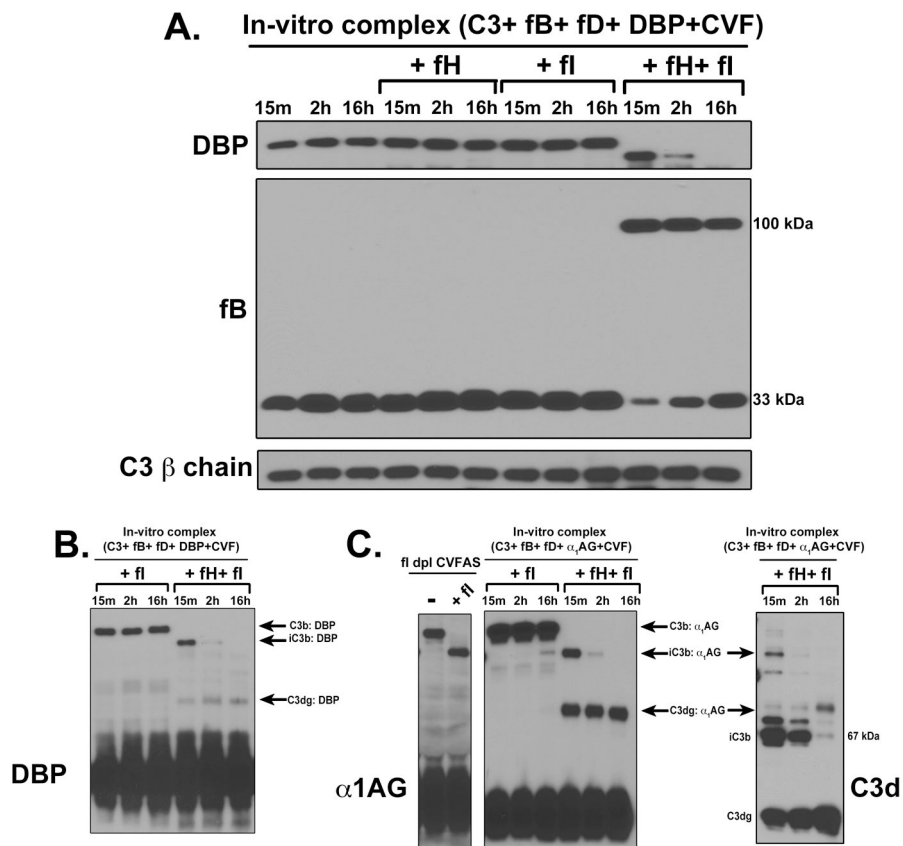 A.
In-vitro complex (C3+ fB+ fD+ DBP+CVF)
+ fH + fI + fH+ fI
15m 2h 16h 15m 2h 16h 15m 2h 16h 15m 2h 16h
DBP
100 kDa
fB
33 kDa
C3 β chain
B.
In-vitro complex
(C3+ fB+ fD+ DBP+CVF)
+ fI + fH+ fI
15m 2h 16h 15m 2h 16h
C3b: DBP
iC3b: DBP
C3dg: DBP
DBP
C.
fI dpl CVFAS
- + fI
In-vitro complex
(C3+ fB+ fD+ α₁AG+CVF)
+ fI + fH+ fI
15m 2h 16h 15m 2h 16h
C3b: α₁AG
iC3b: α₁AG
C3dg: α₁AG
α1AG
In-vitro complex
(C3+ fB+ fD+ α₁AG+CVF)
+ fH+ fI
15m 2h 16h
iC3b
67 kDa
C3dg
C3d